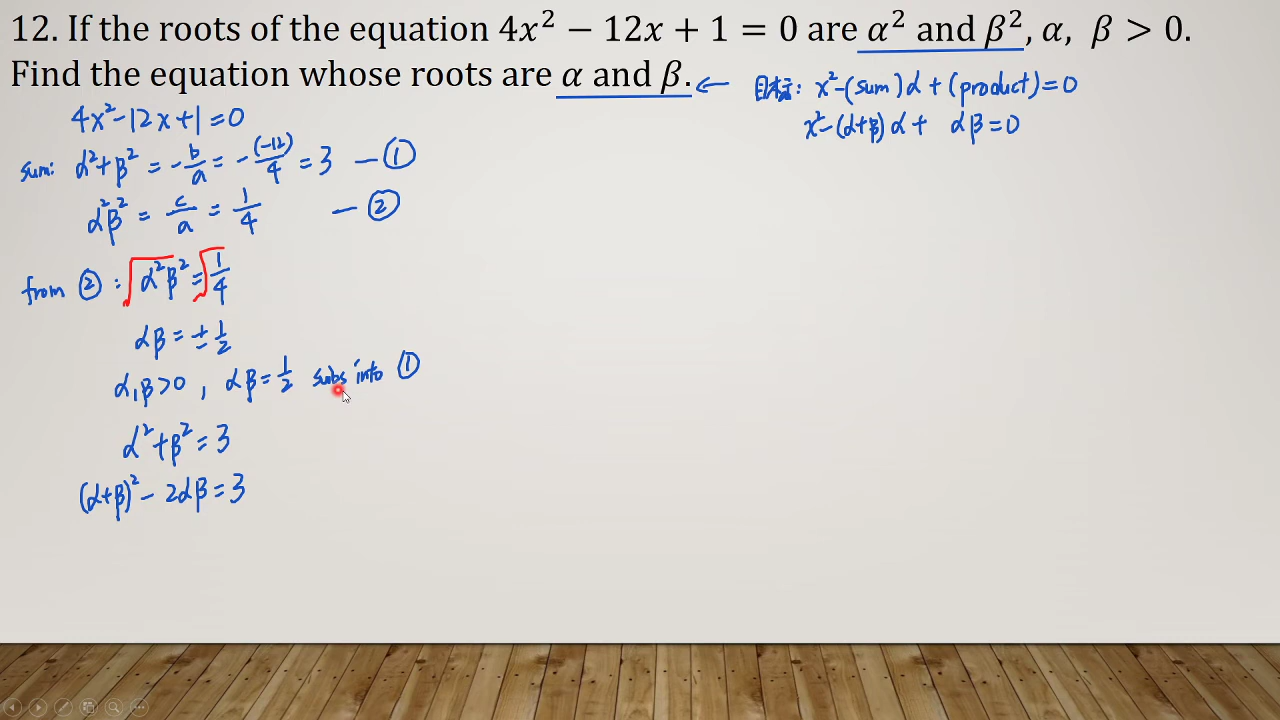 12. If the roots of the equation 4x² − 12x + 1 = 0 are α² and β², α, β > 0.
Find the equation whose roots are α and β.
← 目标: x²-(sum)α+(product)=0
x²-(α+β)α+ αβ=0
4x²-12x+1=0
sum: α²+β² = -b/a = -(-12)/4 = 3 —①
α²β² = c/a = 1/4 —②
from ②: √α²β² = √1/4
αβ = ±1/2
α,β>0, αβ=1/2 subs into ①
α²+β²=3
(α+β)²-2αβ=3